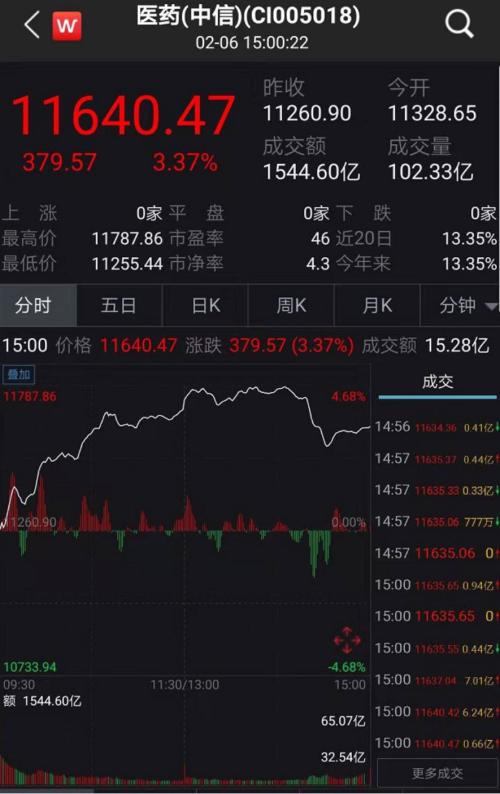 W
医药(中信)(CI005018)
02-06 15:00:22
11640.47
379.57 3.37%
昨收 今开
11260.90 11328.65
成交额 成交量
1544.60亿 102.33亿
上 涨 0家 平 盘 0家 下 跌 0家
最高价 11787.86 市盈率 46 近20日 13.35%
最低价 11255.44 市净率 4.3 今年来 13.35%
分时 五日 日K 周K 月K 分钟
15:00 价格 11640.47 涨跌 379.57 (3.37%) 成交额 15.28亿
叠加
11787.86 4.68%
11260.90 0.00%
10733.94 -4.68%
09:30 11:30/13:00 15:00
额 1544.60亿
65.07亿
32.54亿
成交
14:56 11634.36 0.41亿
14:57 11635.37 0.44亿
14:57 11635.33 0.33亿
14:57 11635.06 777万
14:57 11635.06 0
15:00 11635.65 0.94亿
15:00 11635.65 0
15:00 11635.55 0.44亿
15:00 11637.04 7.01亿
15:00 11640.42 6.24亿
15:00 11640.47 0.66亿
更多成交